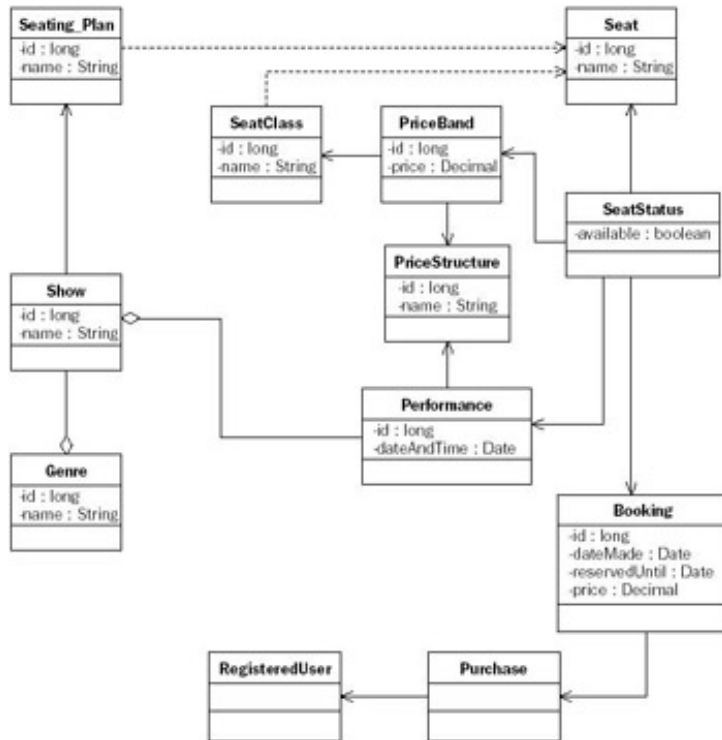 Seating_Plan
-id : long
-name : String
Seat
-id : long
-name : String
SeatClass
-id : long
-name : String
PriceBand
-id : long
-price : Decimal
SeatStatus
-available : boolean
PriceStructure
-id : long
-name : String
Show
-id : long
-name : String
Performance
-id : long
-dateAndTime : Date
Genre
-id : long
-name : String
Booking
-id : long
-dateMade : Date
-reservedUntil : Date
-price : Decimal
RegisteredUser
Purchase